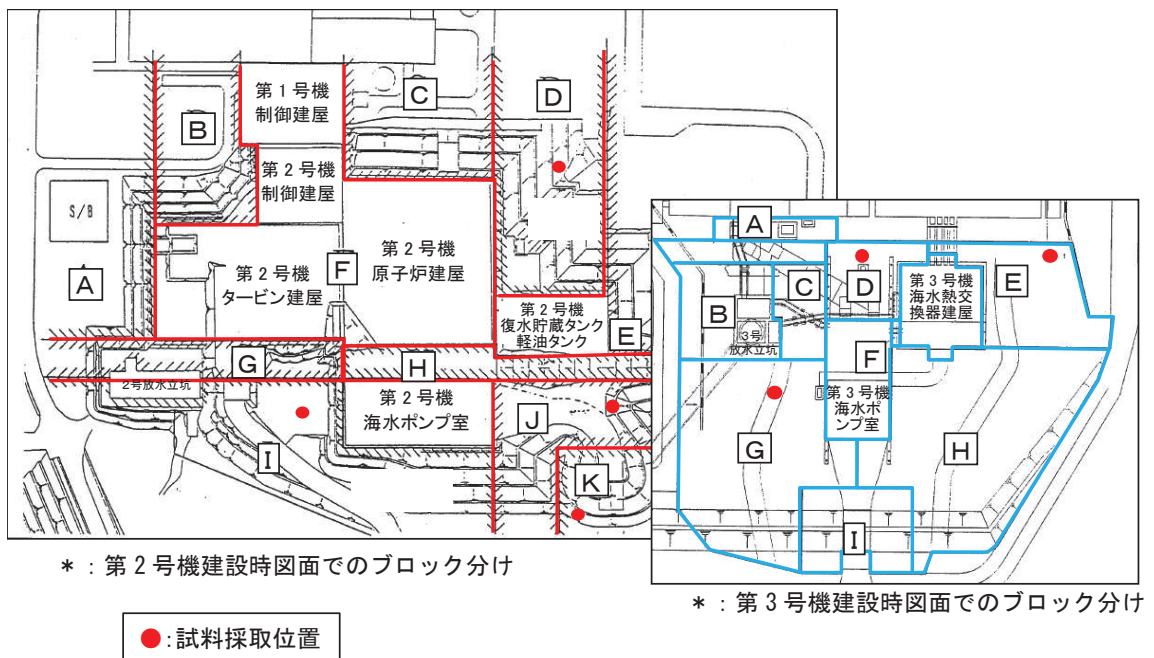 第1号機
制御建屋
C
D
B
第2号機
制御建屋
S/B
A
第2号機
タービン建屋
F
第2号機
原子炉建屋
第2号機
復水貯蔵タンク
軽油タンク
E
G
H
2号放水立坑
第2号機
海水ポンプ室
J
I
K
*:第2号機建設時図面でのブロック分け
A
B
C
D
第3号機
海水熱交
換器建屋
E
3号
放水立坑
F
第3号機
海水ポ
ンプ室
G
H
I
*:第3号機建設時図面でのブロック分け
●:試料採取位置